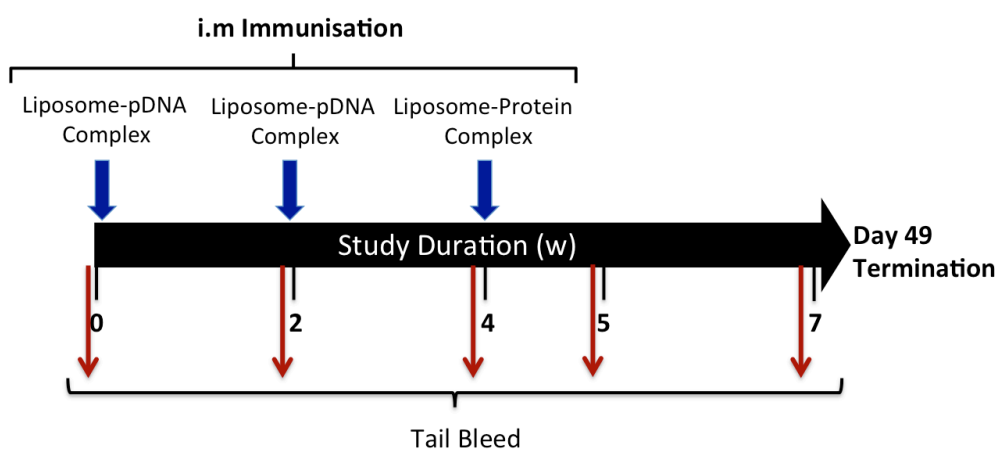 i.m Immunisation
Liposome-pDNA
Complex
Liposome-pDNA
Complex
Liposome-Protein
Complex
Study Duration (w)
Day 49
Termination
0
2
4
5
7
Tail Bleed